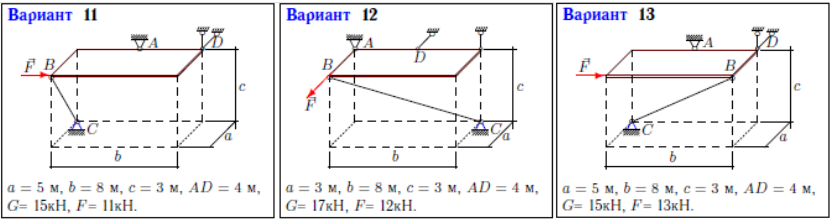 Вариант 11
A
D
B
F
c
C
a
b
a = 5 м, b = 8 м, c = 3 м, AD = 4 м,
G= 15кН, F= 11кН.
Вариант 12
A
D
B
F
c
C
a
b
a = 3 м, b = 8 м, c = 3 м, AD = 4 м,
G= 17кН, F= 12кН.
Вариант 13
A
D
B
F
c
C
a
b
a = 5 м, b = 8 м, c = 3 м, AD = 4 м,
G= 15кН, F= 13кН.